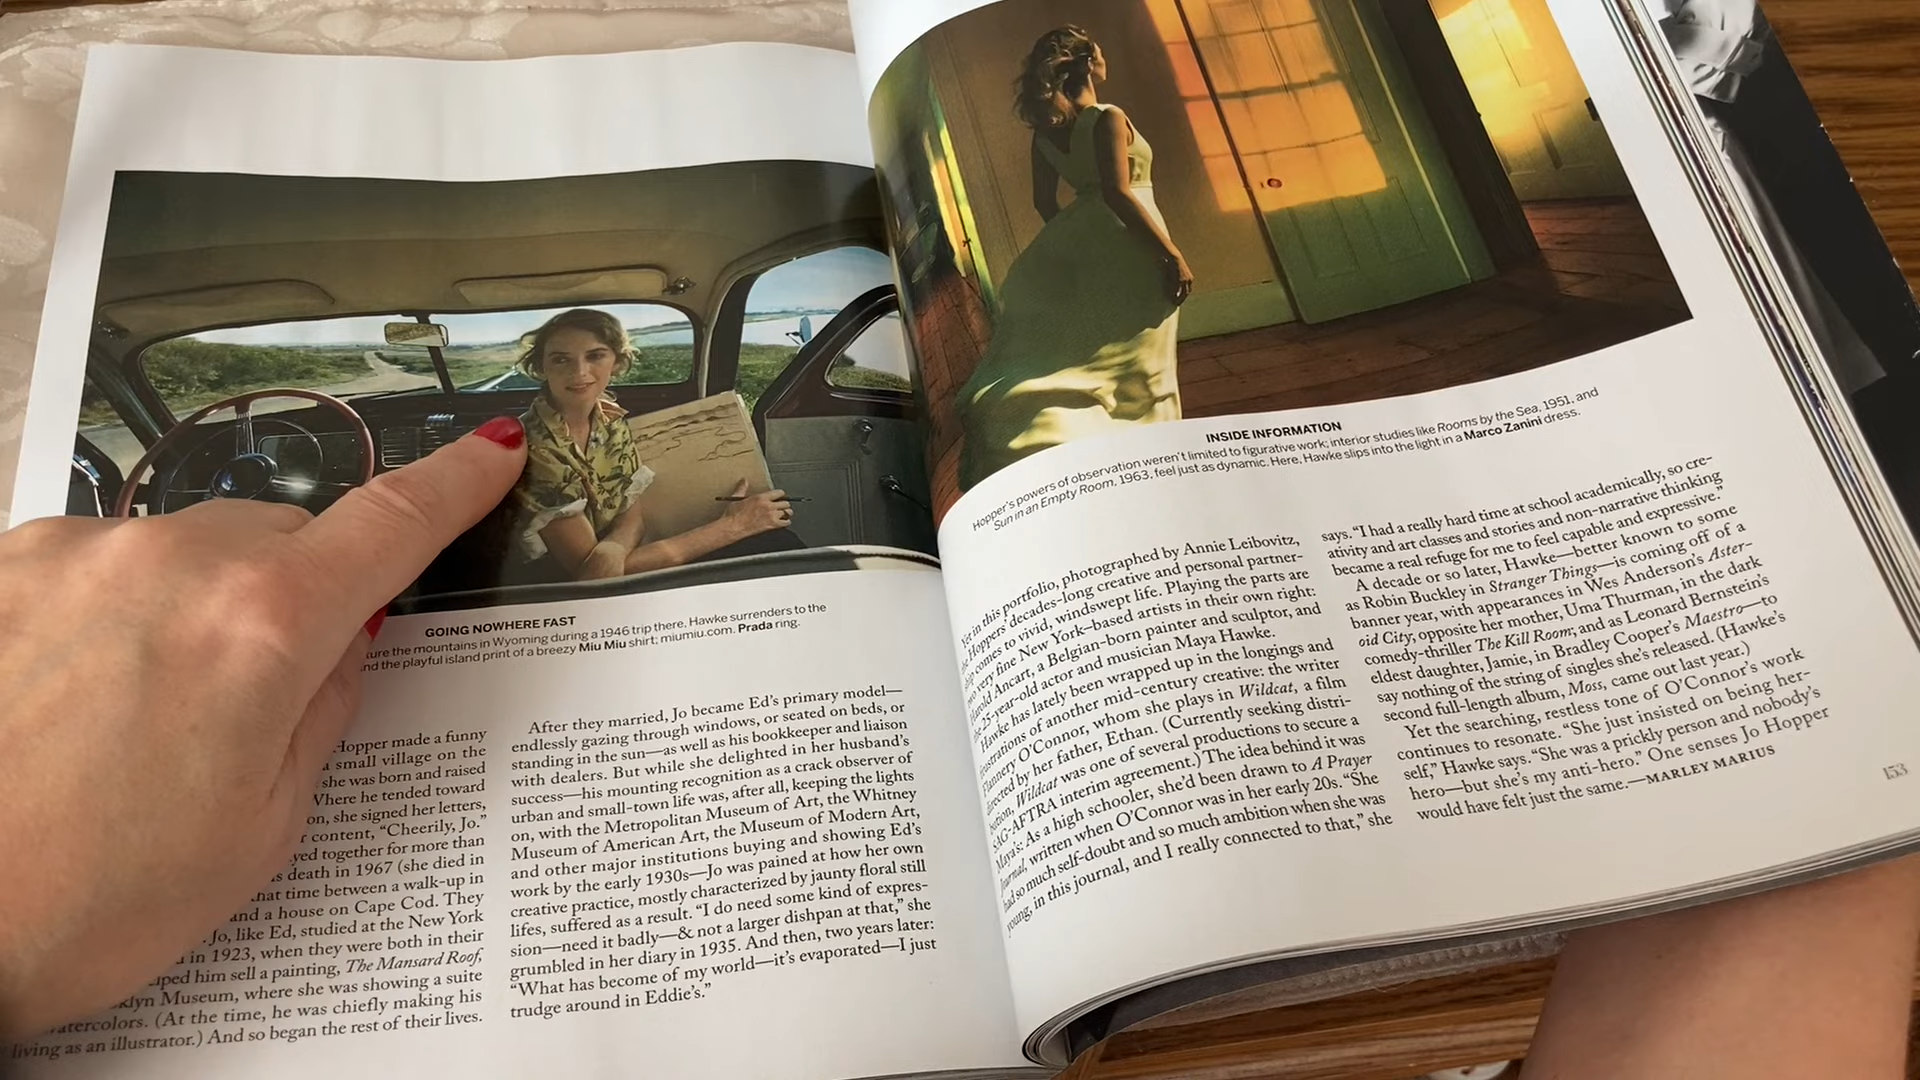 GOING NOWHERE FAST
ture the mountains in Wyoming during a 1946 trip there. Hawke surrenders to the
nd the playful island print of a breezy Miu Miu shirt; miumiu.com. Prada ring.
Hopper made a funny
a small village on the
she was born and raised
Where he tended toward
on, she signed her letters,
r content, “Cheerily, Jo.”
yed together for more than
s death in 1967 (she died in
hat time between a walk-up in
and a house on Cape Cod. They
Jo, like Ed, studied at the New York
in 1923, when they were both in their
lped him sell a painting, The Mansard Roof,
klyn Museum, where she was showing a suite
atercolors. (At the time, he was chiefly making his
living as an illustrator.) And so began the rest of their lives.
After they married, Jo became Ed’s primary model—
endlessly gazing through windows, or seated on beds, or
standing in the sun—as well as his bookkeeper and liaison
with dealers. But while she delighted in her husband’s
success—his mounting recognition as a crack observer of
urban and small-town life was, after all, keeping the lights
on, with the Metropolitan Museum of Art, the Whitney
Museum of American Art, the Museum of Modern Art,
and other major institutions buying and showing Ed’s
work by the early 1930s—Jo was pained at how her own
creative practice, mostly characterized by jaunty floral still
lifes, suffered as a result. “I do need some kind of expres-
sion—need it badly—& not a larger dishpan at that,” she
grumbled in her diary in 1935. And then, two years later:
“What has become of my world—it’s evaporated—I just
trudge around in Eddie’s.”
INSIDE INFORMATION
Hopper’s powers of observation weren’t limited to figurative work; interior studies like Rooms by the Sea, 1951, and
Sun in an Empty Room, 1963, feel just as dynamic. Here, Hawke slips into the light in a Marco Zanini dress.
Yet in this portfolio, photographed by Annie Leibovitz,
the Hoppers’ decades-long creative and personal partner-
ship comes to vivid, windswept life. Playing the parts are
two very fine New York–based artists in their own right:
Harold Ancart, a Belgian-born painter and sculptor, and
the 25-year-old actor and musician Maya Hawke.
Hawke has lately been wrapped up in the longings and
frustrations of another mid-century creative: the writer
Flannery O’Connor, whom she plays in Wildcat, a film
directed by her father, Ethan. (Currently seeking distri-
bution, Wildcat was one of several productions to secure a
SAG-AFTRA interim agreement.) The idea behind it was
Maya’s: As a high schooler, she’d been drawn to A Prayer
Journal, written when O’Connor was in her early 20s. “She
had so much self-doubt and so much ambition when she was
young, in this journal, and I really connected to that,” she
says. “I had a really hard time at school academically, so cre-
ativity and art classes and stories and non-narrative thinking
became a real refuge for me to feel capable and expressive.”
A decade or so later, Hawke—better known to some
as Robin Buckley in Stranger Things—is coming off of a
banner year, with appearances in Wes Anderson’s Aster-
oid City, opposite her mother, Uma Thurman, in the dark
comedy-thriller The Kill Room; and as Leonard Bernstein’s
eldest daughter, Jamie, in Bradley Cooper’s Maestro—to
say nothing of the string of singles she’s released. (Hawke’s
second full-length album, Moss, came out last year.)
Yet the searching, restless tone of O’Connor’s work
continues to resonate. “She just insisted on being her-
self,” Hawke says. “She was a prickly person and nobody’s
hero—but she’s my anti-hero.” One senses Jo Hopper
would have felt just the same.—MARLEY MARIUS
153